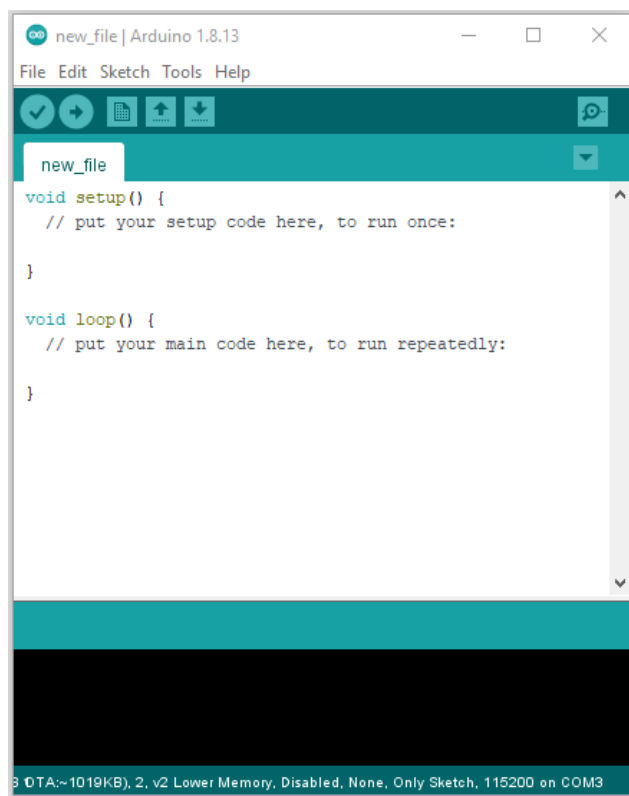 new_file | Arduino 1.8.13
File Edit Sketch Tools Help
new_file
void setup() {
// put your setup code here, to run once:
}
void loop() {
// put your main code here, to run repeatedly:
}
OTA:~1019KB), 2, v2 Lower Memory, Disabled, None, Only Sketch, 115200 on COM3